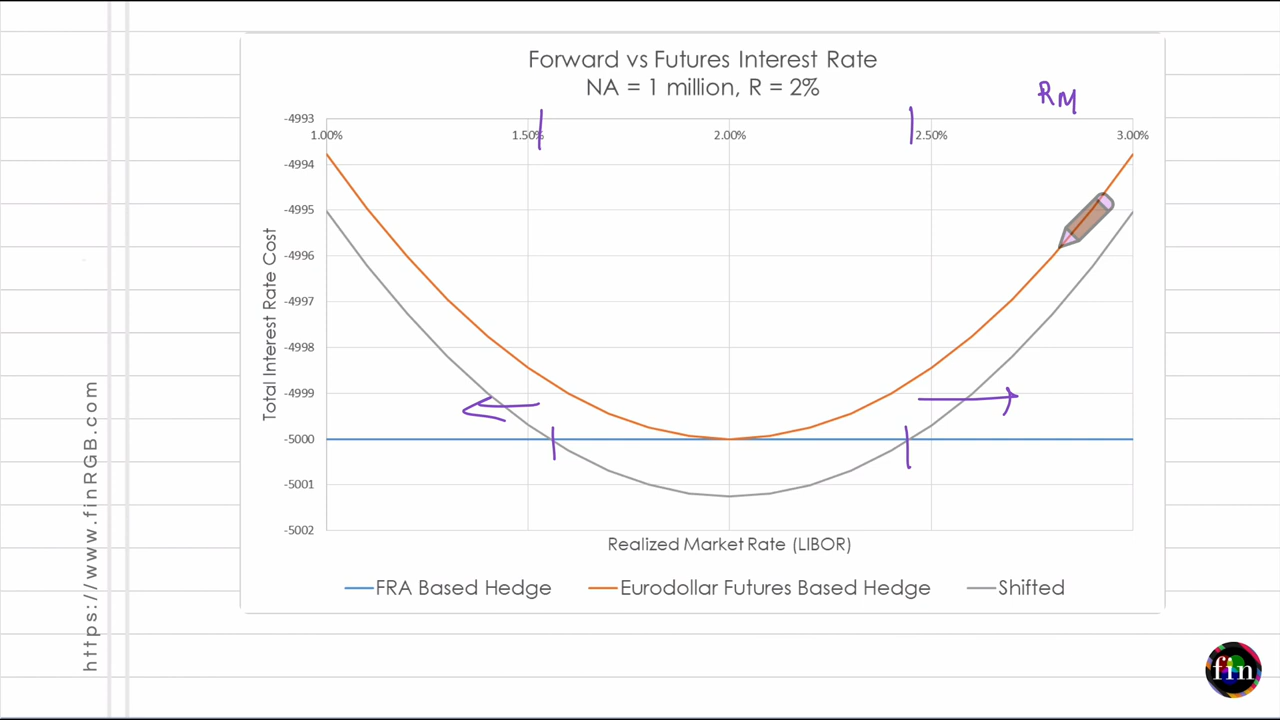 Forward vs Futures Interest Rate
NA = 1 million, R = 2%
RM
-4993
1.00% 1.50% 2.00% 2.50% 3.00%
-4994
-4995
-4996
-4997
-4998
-4999
-5000
-5001
-5002
Total Interest Rate Cost
Realized Market Rate (LIBOR)
FRA Based Hedge Eurodollar Futures Based Hedge Shifted
https://www.finRGB.com
fin